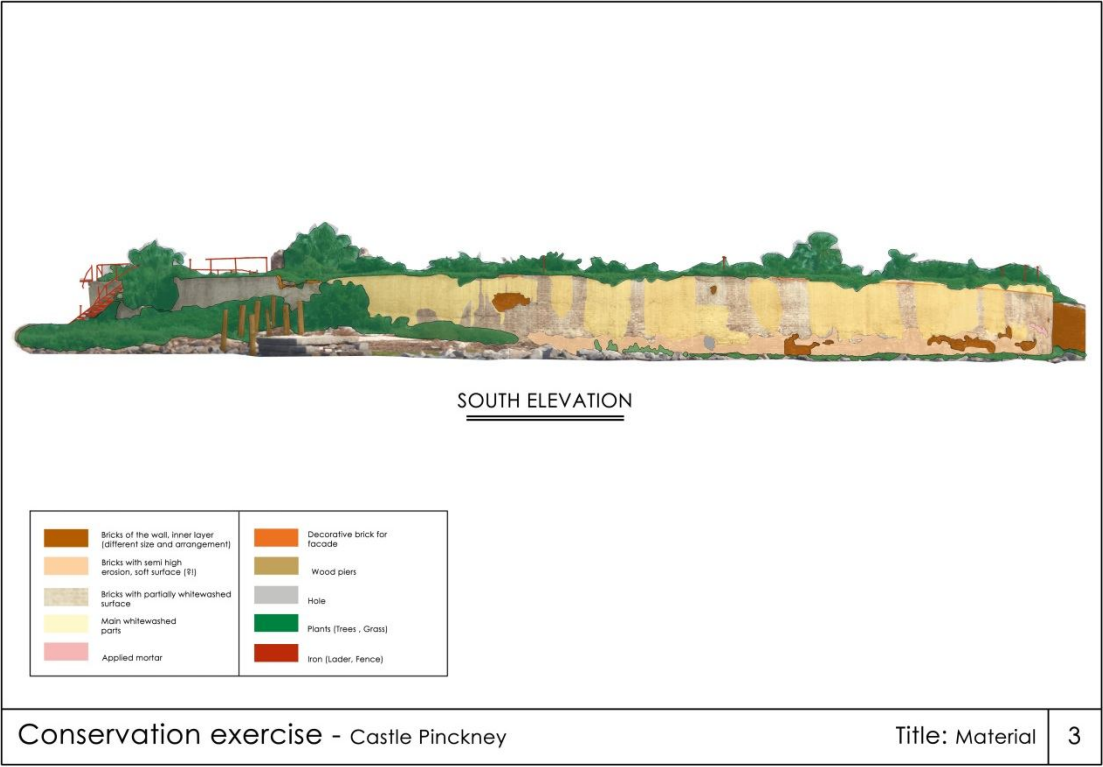 SOUTH ELEVATION
Bricks of the wall, inner layer
(different size and arrangement)
Bricks with semi high
erosion, soft surface (?!)
Bricks with partially whitewashed
surface
Main whitewashed
parts
Applied mortar
Decorative brick for
facade
Wood piers
Hole
Plants (Trees , Grass)
Iron (Lader, Fence)
Conservation exercise - Castle Pinckney
Title: Material
3